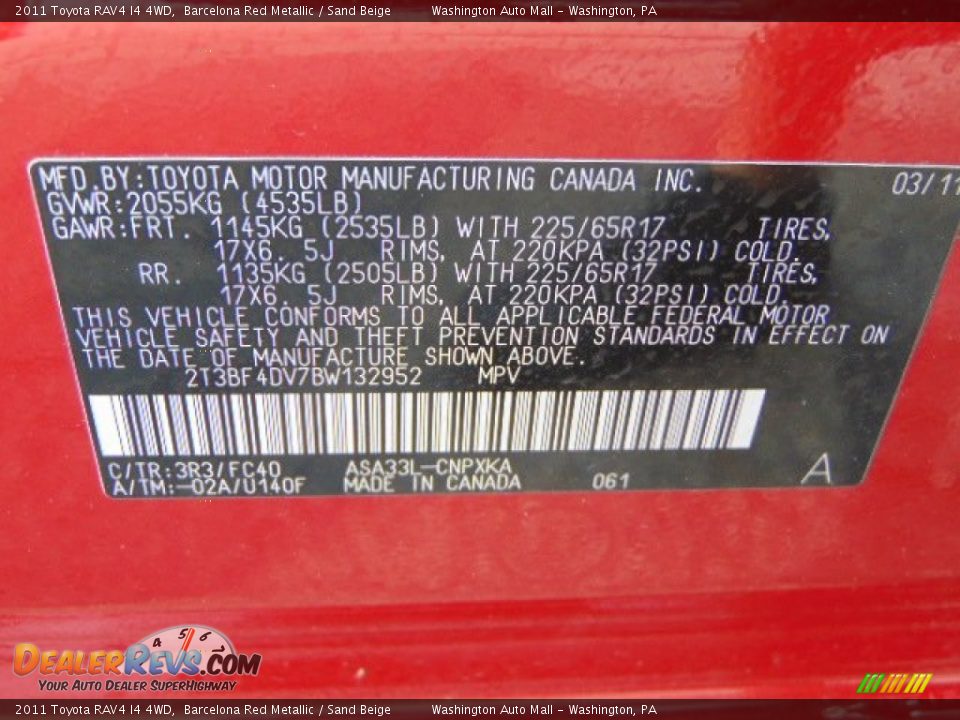 2011 Toyota RAV4 I4 4WD, Barcelona Red Metallic / Sand Beige Washington Auto Mall - Washington, PA
MFD.BY:TOYOTA MOTOR MANUFACTURING CANADA INC. 03/11
GVWR:2055KG (4535LB)
GAWR:FRT. 1145KG (2535LB) WITH 225/65R17 TIRES,
17X6.5J RIMS, AT 220KPA (32PSI) COLD.
RR. 1135KG (2505LB) WITH 225/65R17 TIRES,
17X6.5J RIMS, AT 220KPA (32PSI) COLD.
THIS VEHICLE CONFORMS TO ALL APPLICABLE FEDERAL MOTOR
VEHICLE SAFETY AND THEFT PREVENTION STANDARDS IN EFFECT ON
THE DATE OF MANUFACTURE SHOWN ABOVE.
2T3BF4DV7BW132952 MPV
C/TR:3R3/FC40 ASA33L-CNPXKA
A/TM:-02A/U140F MADE IN CANADA 061 A
4 5 6
DealerRevs.com
Your Auto Dealer SuperHighway
2011 Toyota RAV4 I4 4WD, Barcelona Red Metallic / Sand Beige Washington Auto Mall - Washington, PA